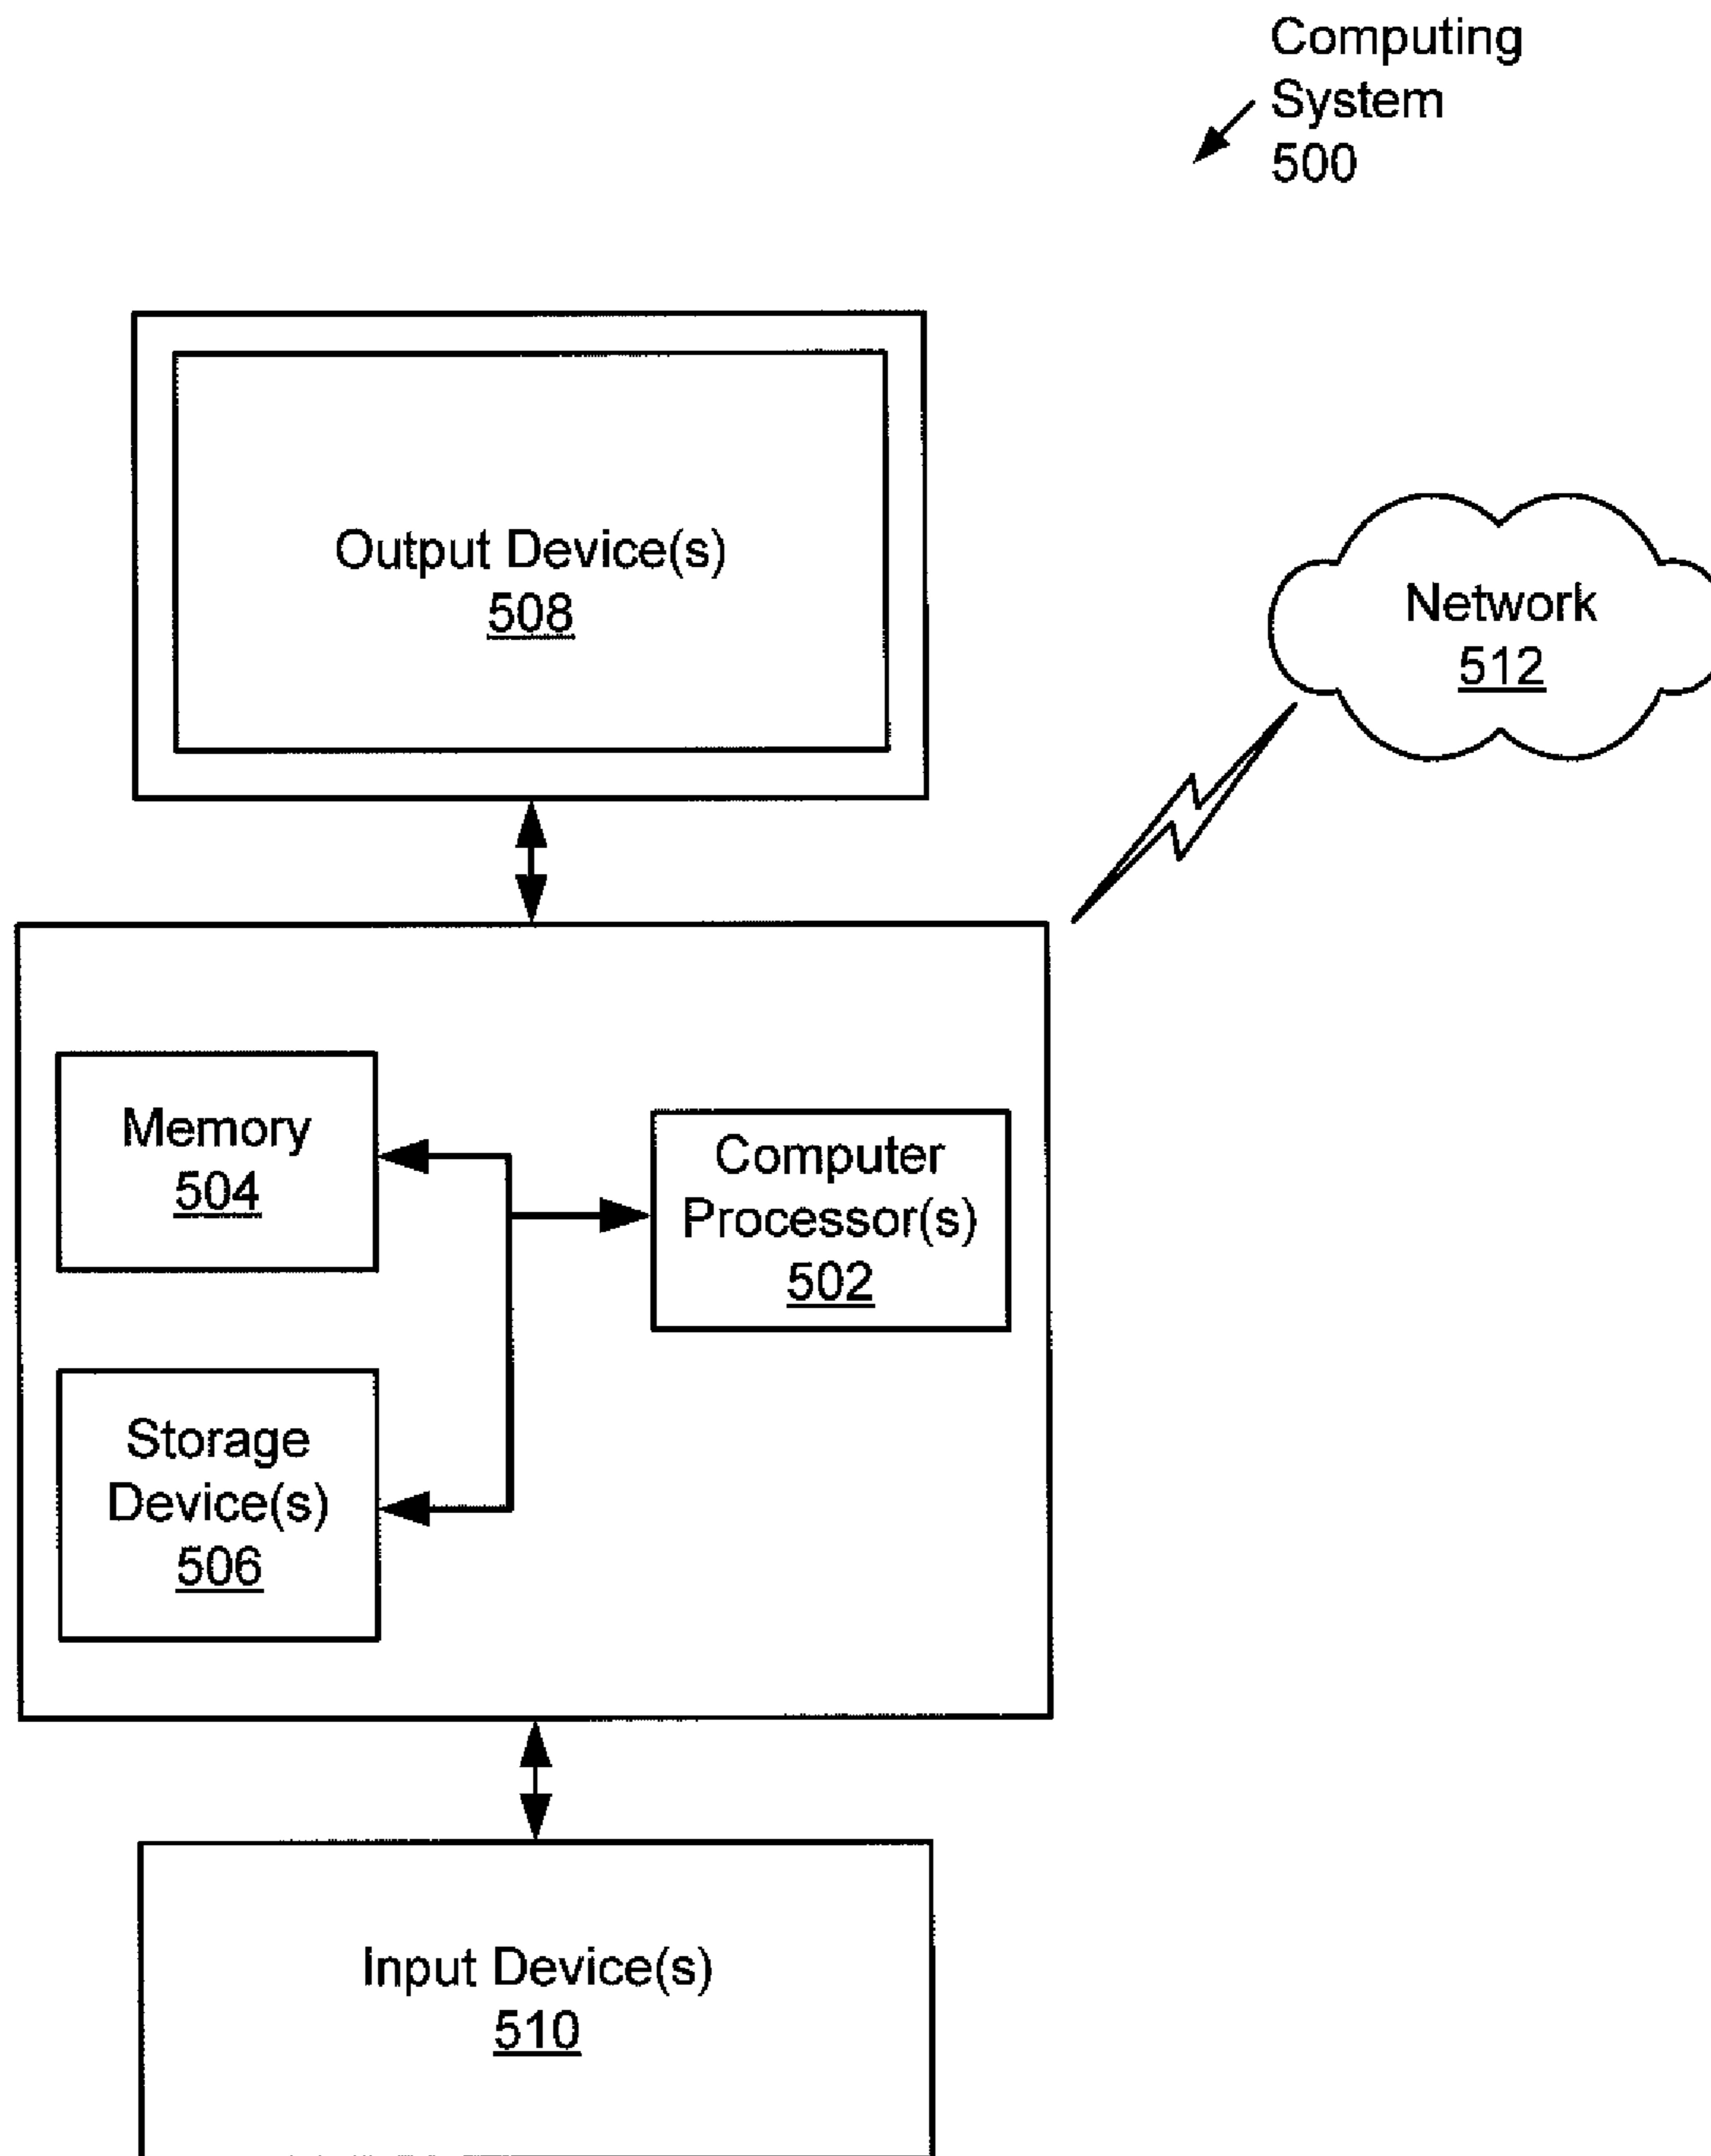 Computing
System
500
Output Device(s)
508
Network
512
Memory
504
Computer
Processor(s)
502
Storage
Device(s)
506
Input Device(s)
510